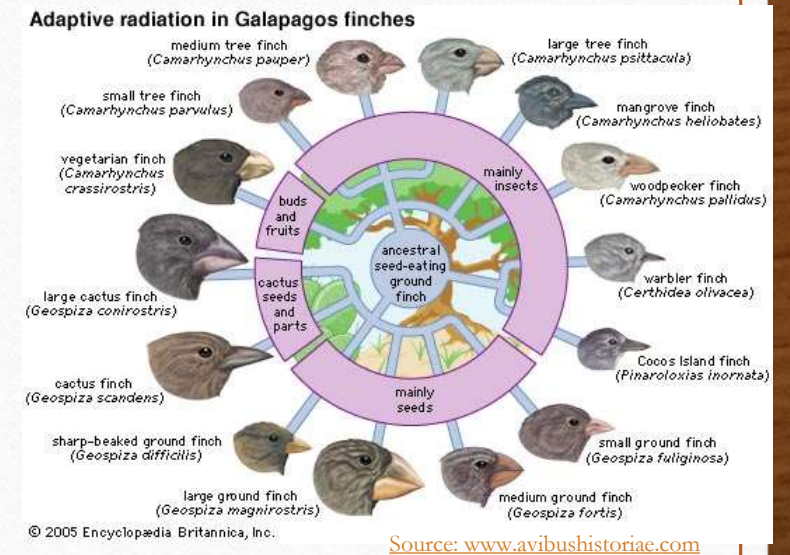 Adaptive radiation in Galapagos finches
medium tree finch
(Camarhynchus pauper)
large tree finch
(Camarhynchus psittacula)
small tree finch
(Camarhynchus parvulus)
mangrove finch
(Camarhynchus heliobates)
vegetarian finch
(Camarhynchus
crassirostris)
mainly
insects
woodpecker finch
(Camarhynchus pallidus)
buds
and
fruits
ancestral
seed-eating
ground
finch
warbler finch
(Certhidea olivacea)
large cactus finch
(Geospiza conirostris)
cactus
seeds
and
parts
Cocos Island finch
(Pinaroloxias inornata)
cactus finch
(Geospiza scandens)
mainly
seeds
sharp-beaked ground finch
(Geospiza difficilis)
small ground finch
(Geospiza fuliginosa)
large ground finch
(Geospiza magnirostris)
medium ground finch
(Geospiza fortis)
© 2005 Encyclopædia Britannica, Inc.
Source: www.avibushistoriae.com